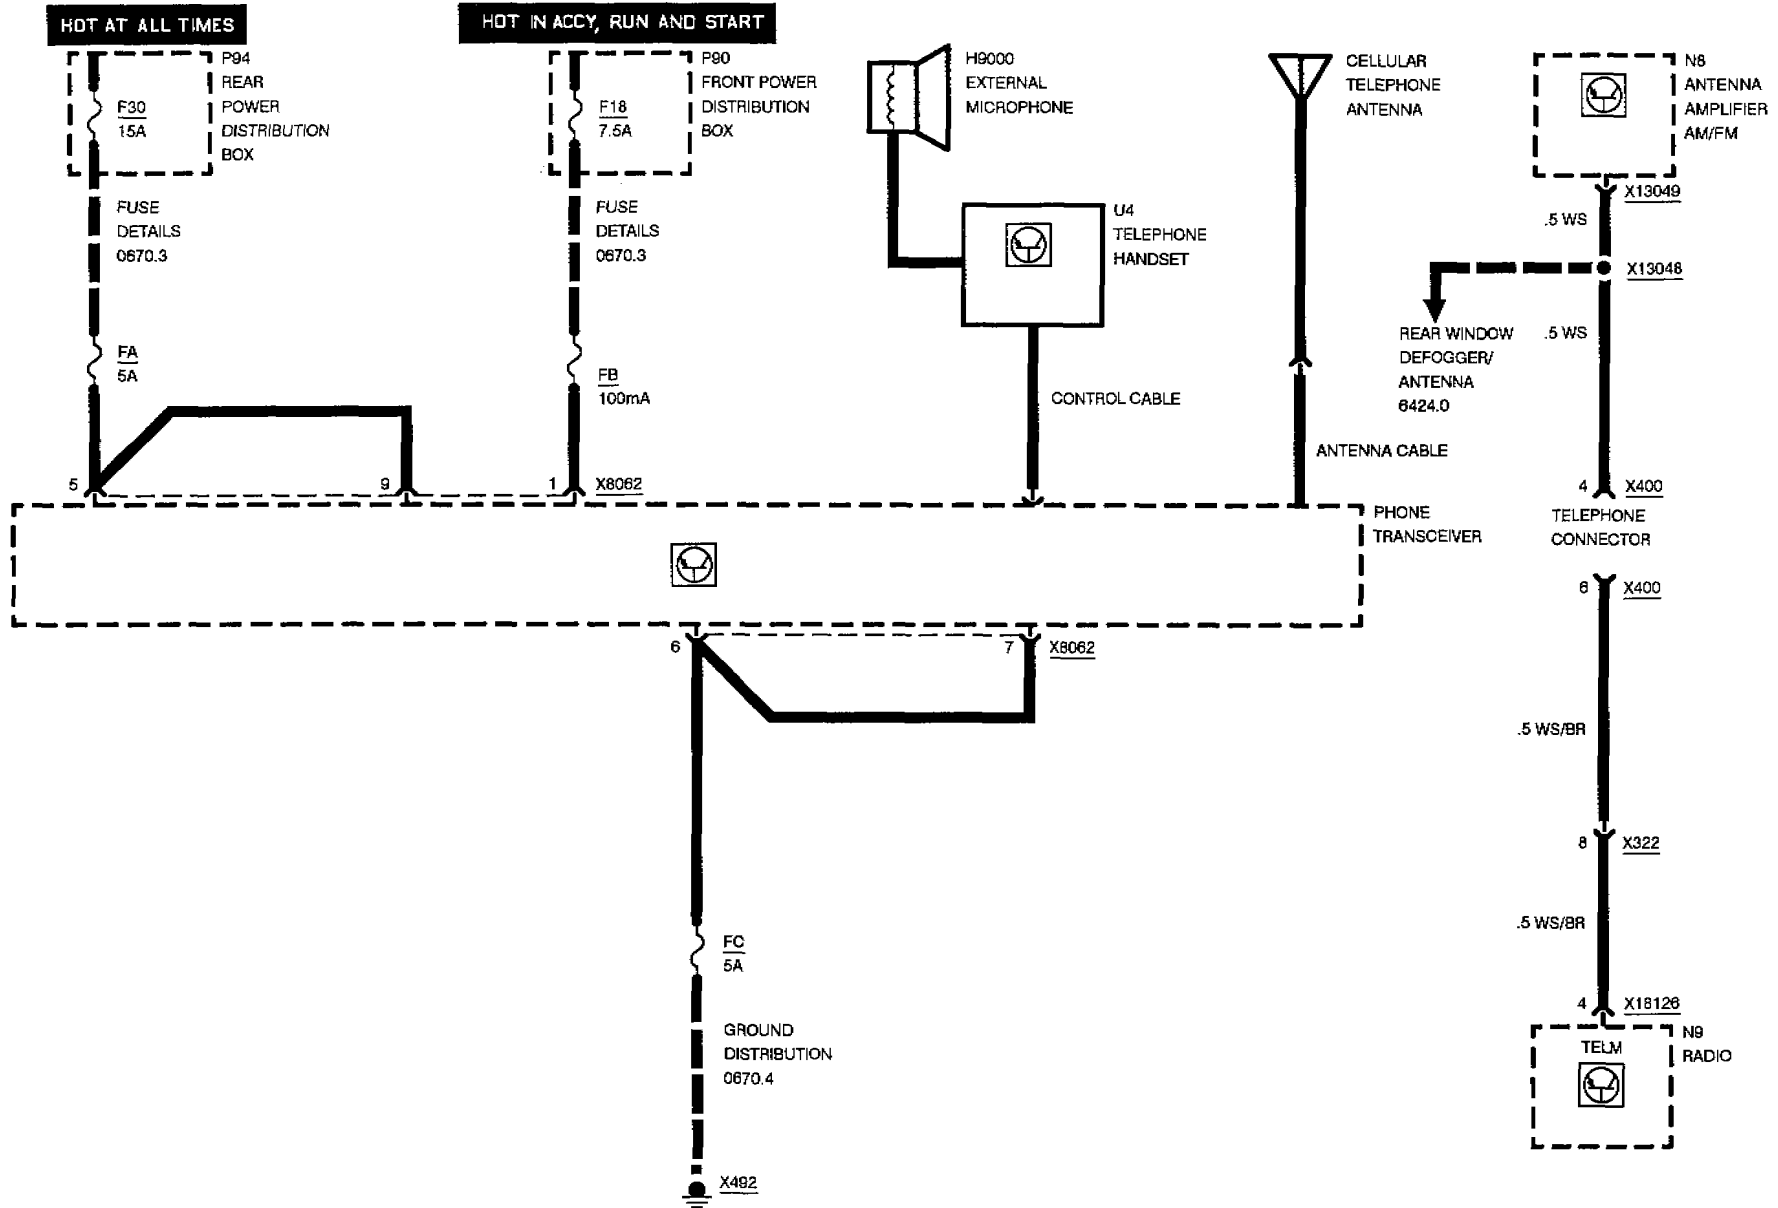 HOT AT ALL TIMES
HOT IN ACCY, RUN AND START
P94
REAR
POWER
DISTRIBUTION
BOX
F30
15A
FUSE
DETAILS
0670.3
FA
5A
P90
FRONT POWER
DISTRIBUTION
BOX
F18
7.5A
FUSE
DETAILS
0670.3
FB
100mA
H9000
EXTERNAL
MICROPHONE
U4
TELEPHONE
HANDSET
CONTROL CABLE
CELLULAR
TELEPHONE
ANTENNA
ANTENNA CABLE
N8
ANTENNA
AMPLIFIER
AM/FM
X13049
.5 WS
X13048
.5 WS
REAR WINDOW
DEFOGGER/
ANTENNA
6424.0
5
9
1
X8062
4
X400
TELEPHONE
CONNECTOR
PHONE
TRANSCEIVER
6
X400
6
7
X8062
.5 WS/BR
8
X322
.5 WS/BR
FC
5A
4
X18126
GROUND
DISTRIBUTION
0670.4
N9
RADIO
TELM
X492